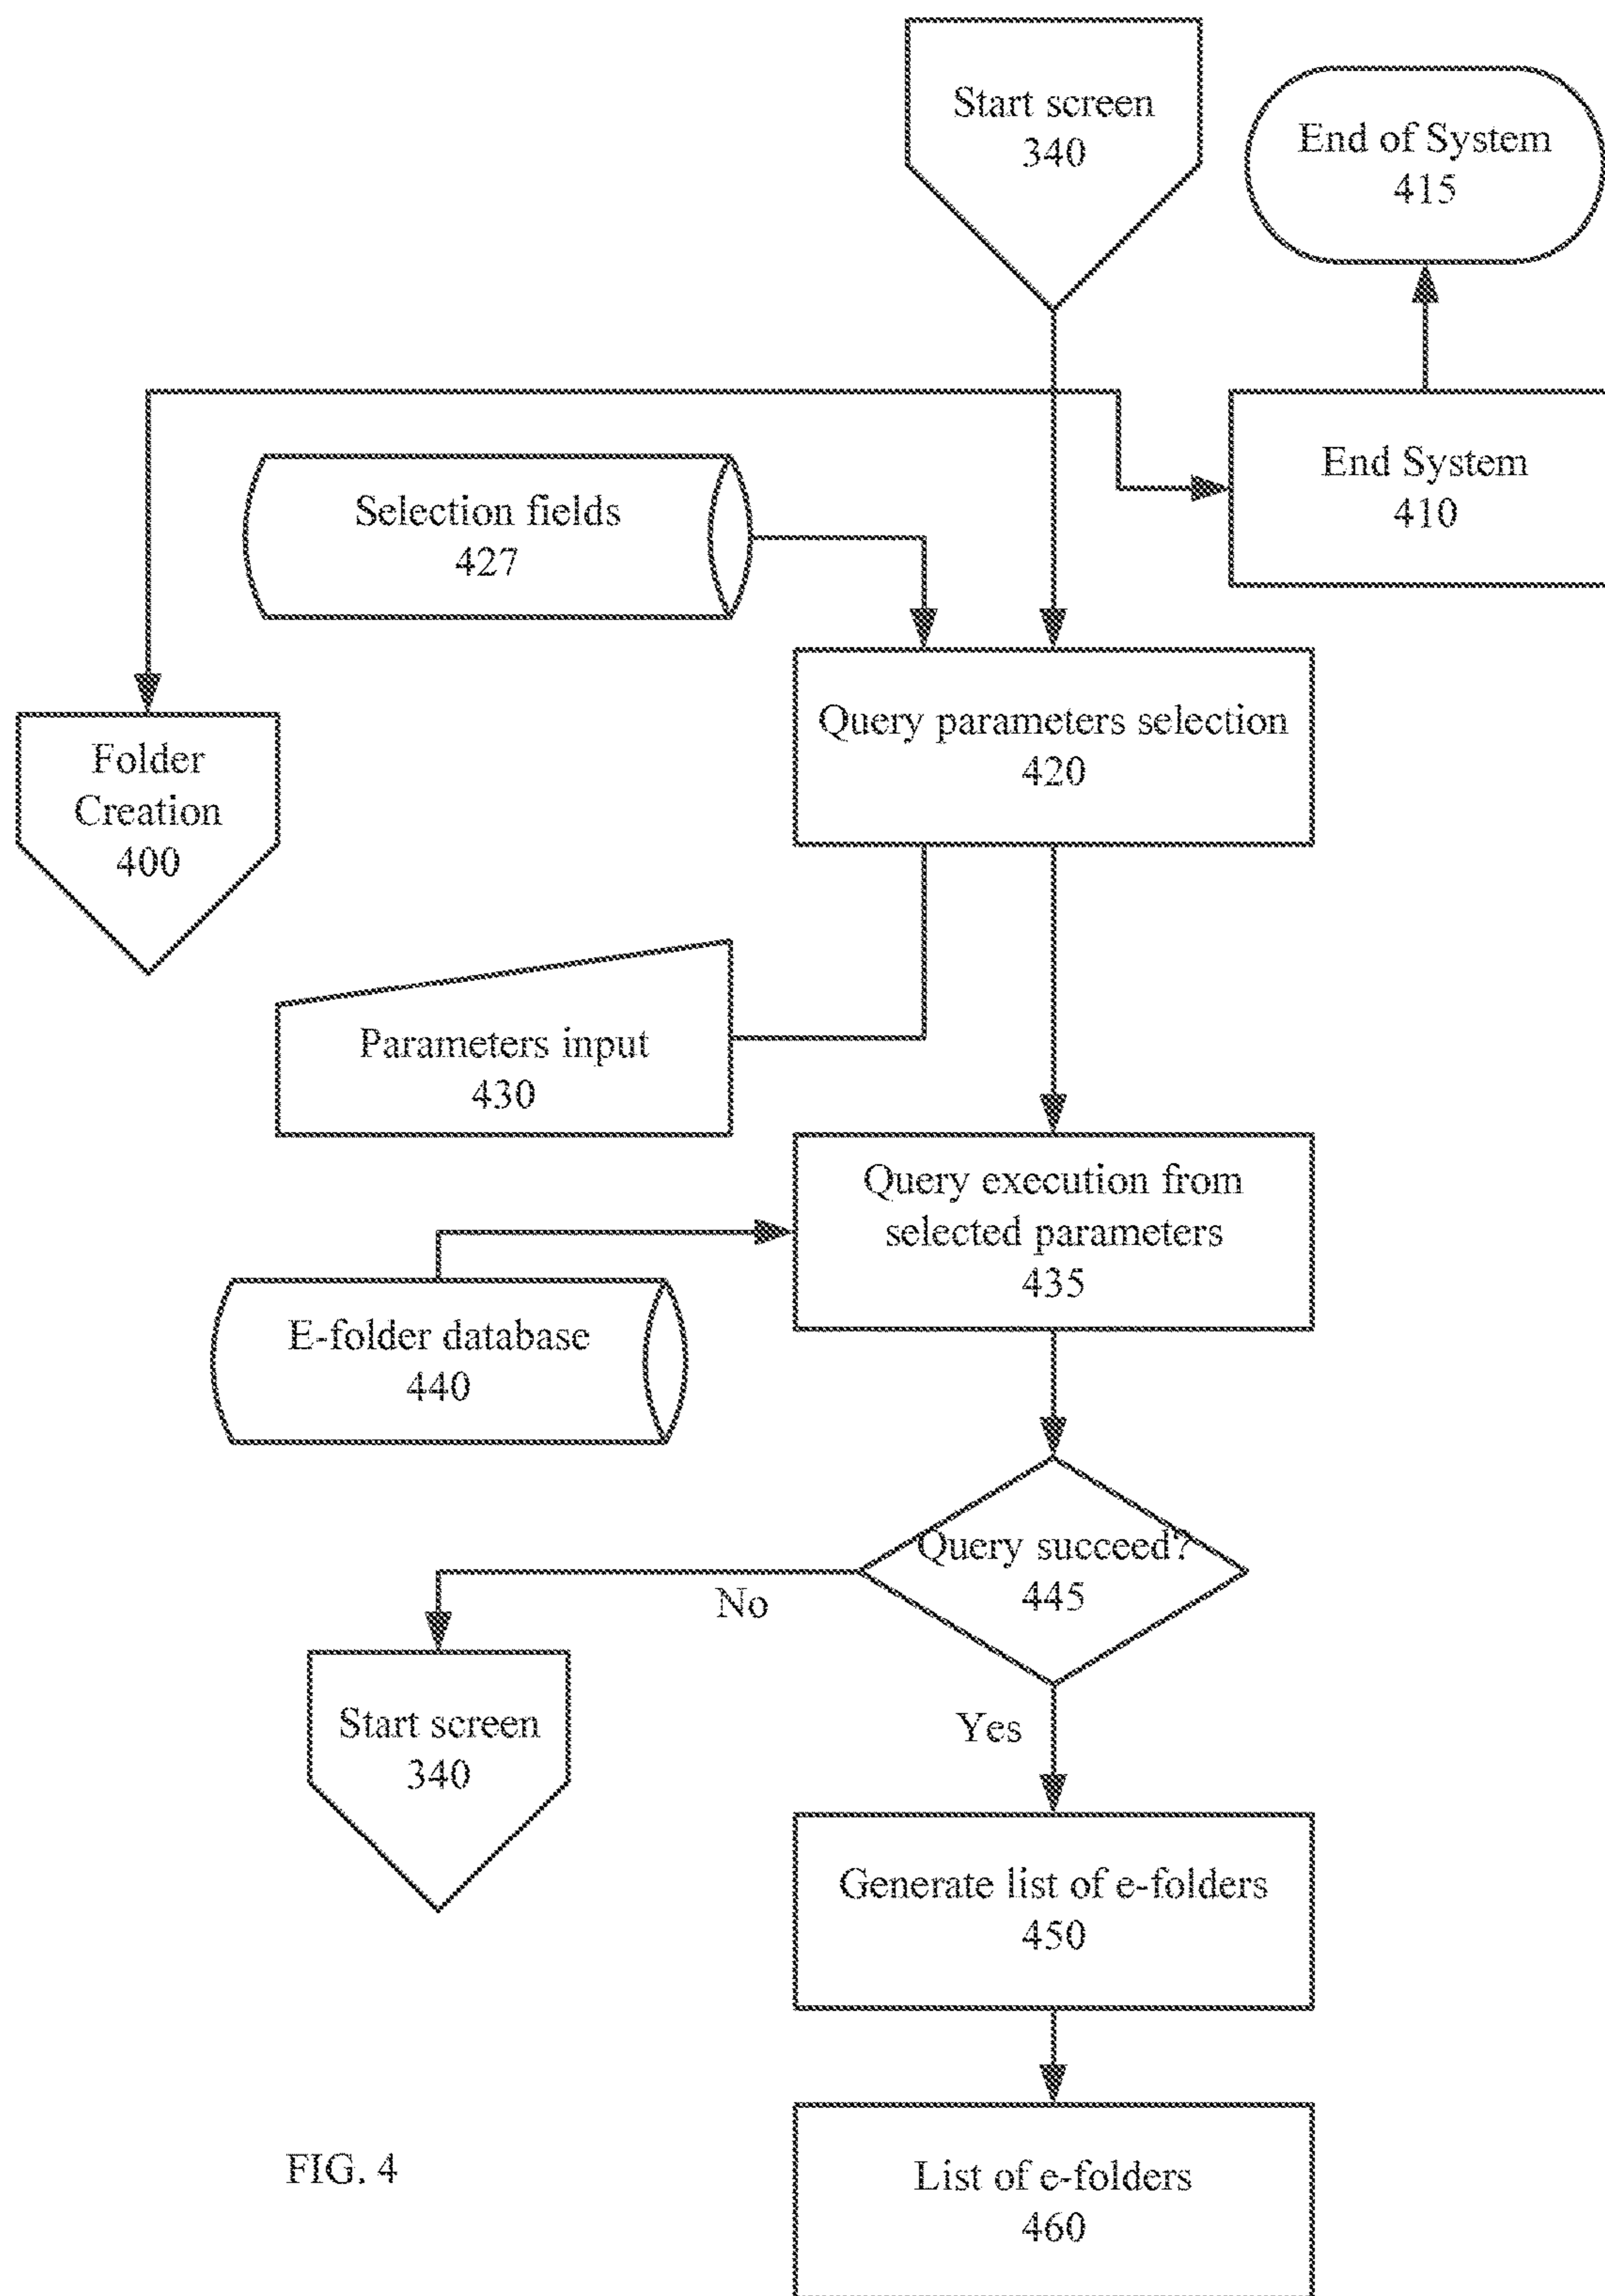 Start screen
340
End of System
415
End System
410
Selection fields
427
Query parameters selection
420
Folder
Creation
400
Parameters input
430
Query execution from
selected parameters
435
E-folder database
440
Query succeed?
445
No
Start screen
340
Yes
Generate list of e-folders
450
List of e-folders
460
FIG. 4